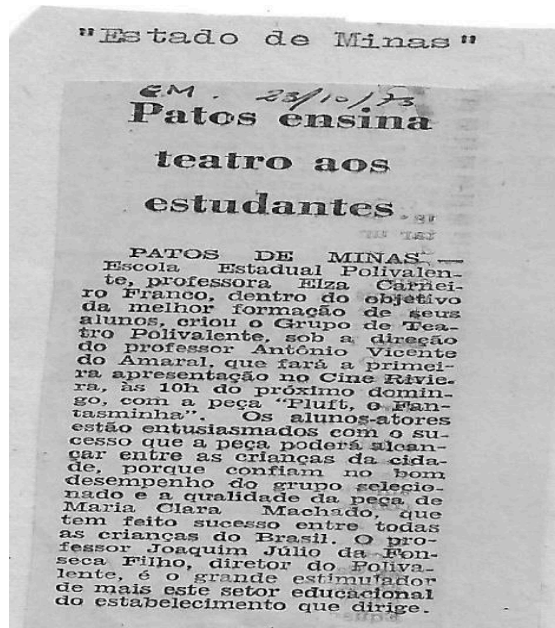 "Estado de Minas"
EM. 23/10/73
Patos ensina
teatro aos
estudantes
PATOS DE MINAS —
Escola Estadual Polivalen-
te, professora Elza Carnei-
ro Franco, dentro do objetivo
da melhor formação de seus
alunos, criou o Grupo de Tea-
tro Polivalente, sob a direção
do professor Antônio Vicente
do Amaral, que fará a primei-
ra apresentação no Cine Rivie-
ra, às 10h do próximo domin-
go, com a peça "Pluft, o Fan-
tasminha". Os alunos-atores
estão entusiasmados com o su-
cesso que a peça poderá alcan-
çar entre as crianças da cida-
de, porque confiam no bom
desempenho do grupo selecio-
nado e a qualidade da peça de
Maria Clara Machado, que
tem feito sucesso entre todas
as crianças do Brasil. O pro-
fessor Joaquim Júlio da Fon-
seca Filho, diretor do Poliva-
lente, é o grande estimulador
de mais este setor educacional
do estabelecimento que dirige.